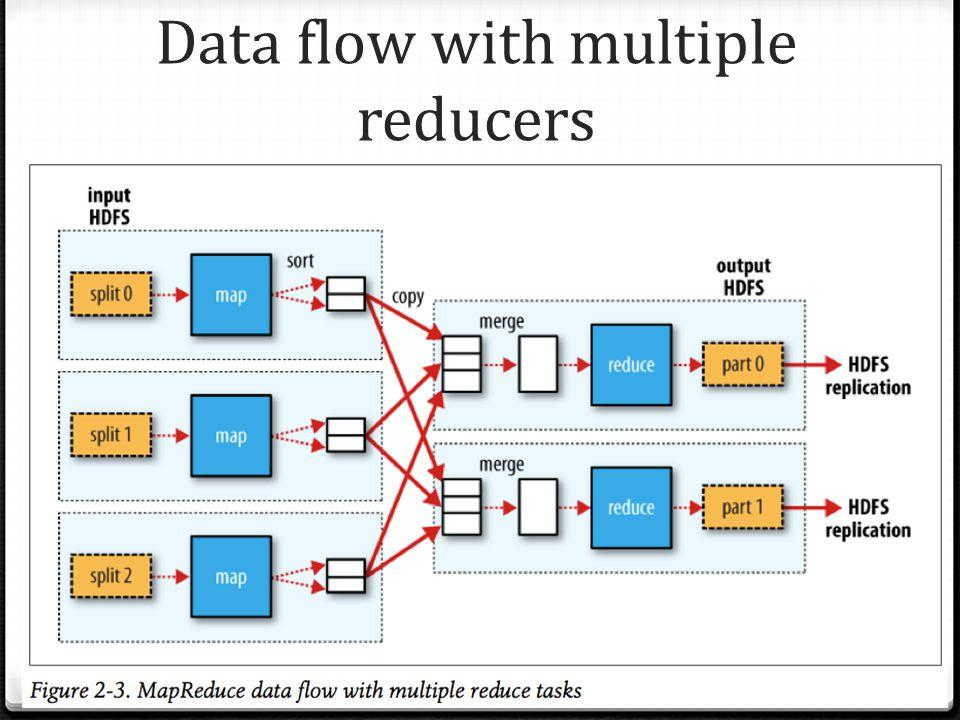 Data flow with multiple
reducers
input
HDFS
split 0
map
sort
copy
split 1
map
split 2
map
output
HDFS
merge
reduce
part 0
HDFS
replication
merge
reduce
part 1
HDFS
replication
Figure 2-3. MapReduce data flow with multiple reduce tasks